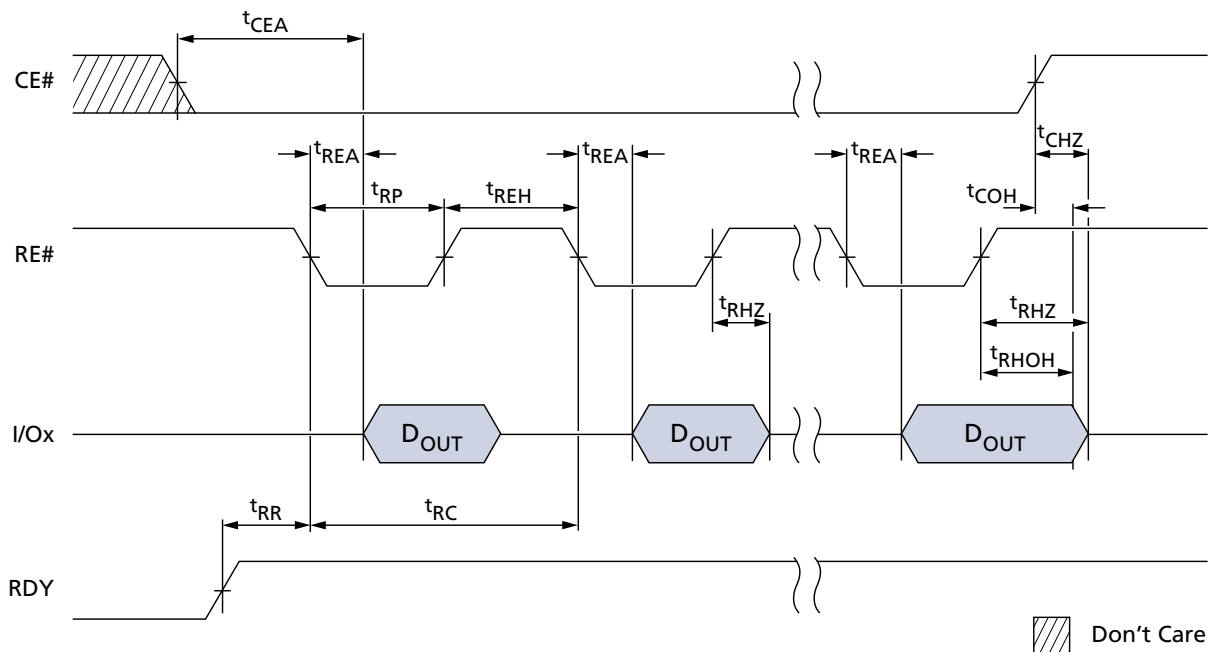 tCEA
CE#
tCHZ
tREA tREA tREA
tRP tREH tCOH
RE#
tRHZ tRHZ
tRHOH
I/Ox DOUT DOUT DOUT
tRR tRC
RDY
Don't Care